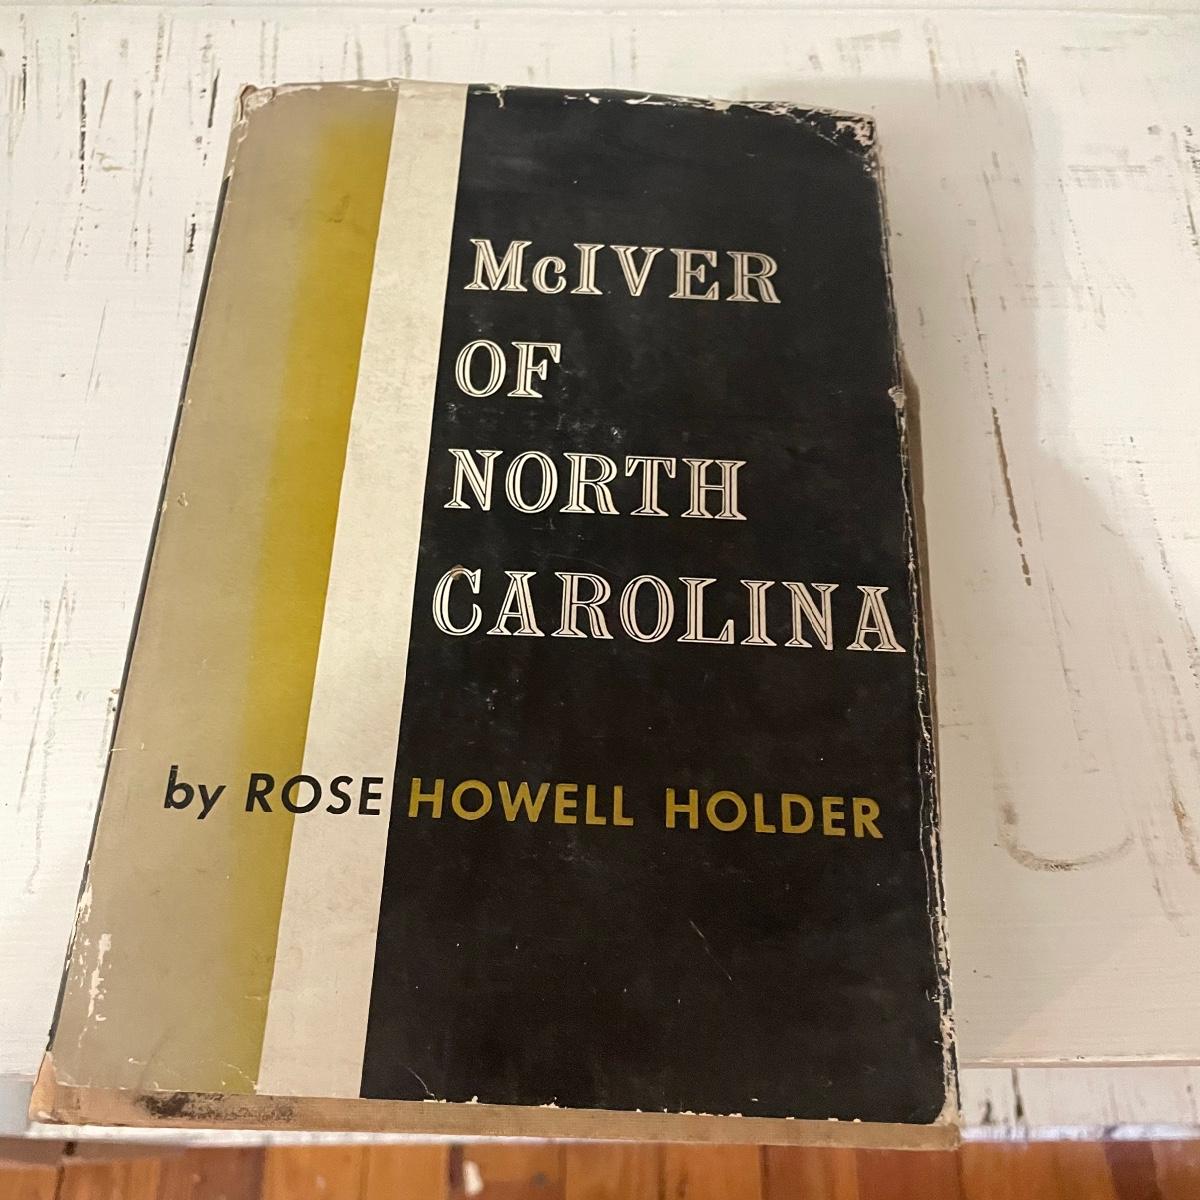 McIVER
OF
NORTH
CAROLINA
by ROSE HOWELL HOLDER